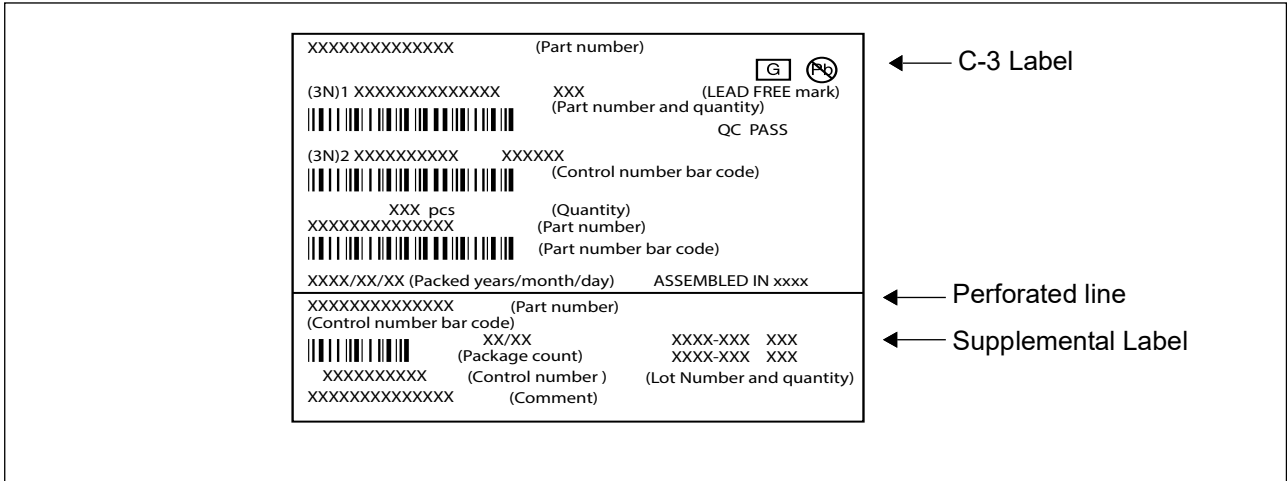 XXXXXXXXXXXXXX (Part number)
C-3 Label
G Pb
(3N)1 XXXXXXXXXXXXXX XXX (LEAD FREE mark)
(Part number and quantity)
QC PASS
(3N)2 XXXXXXXXXX XXXXXX
(Control number bar code)
XXX pcs (Quantity)
XXXXXXXXXXXXXX (Part number)
(Part number bar code)
XXXX/XX/XX (Packed years/month/day) ASSEMBLED IN xxxx
Perforated line
XXXXXXXXXXXXXX (Part number)
(Control number bar code)
XX/XX XXXX-XXX XXX
Supplemental Label
(Package count) XXXX-XXX XXX
XXXXXXXXXX (Control number ) (Lot Number and quantity)
XXXXXXXXXXXXXX (Comment)